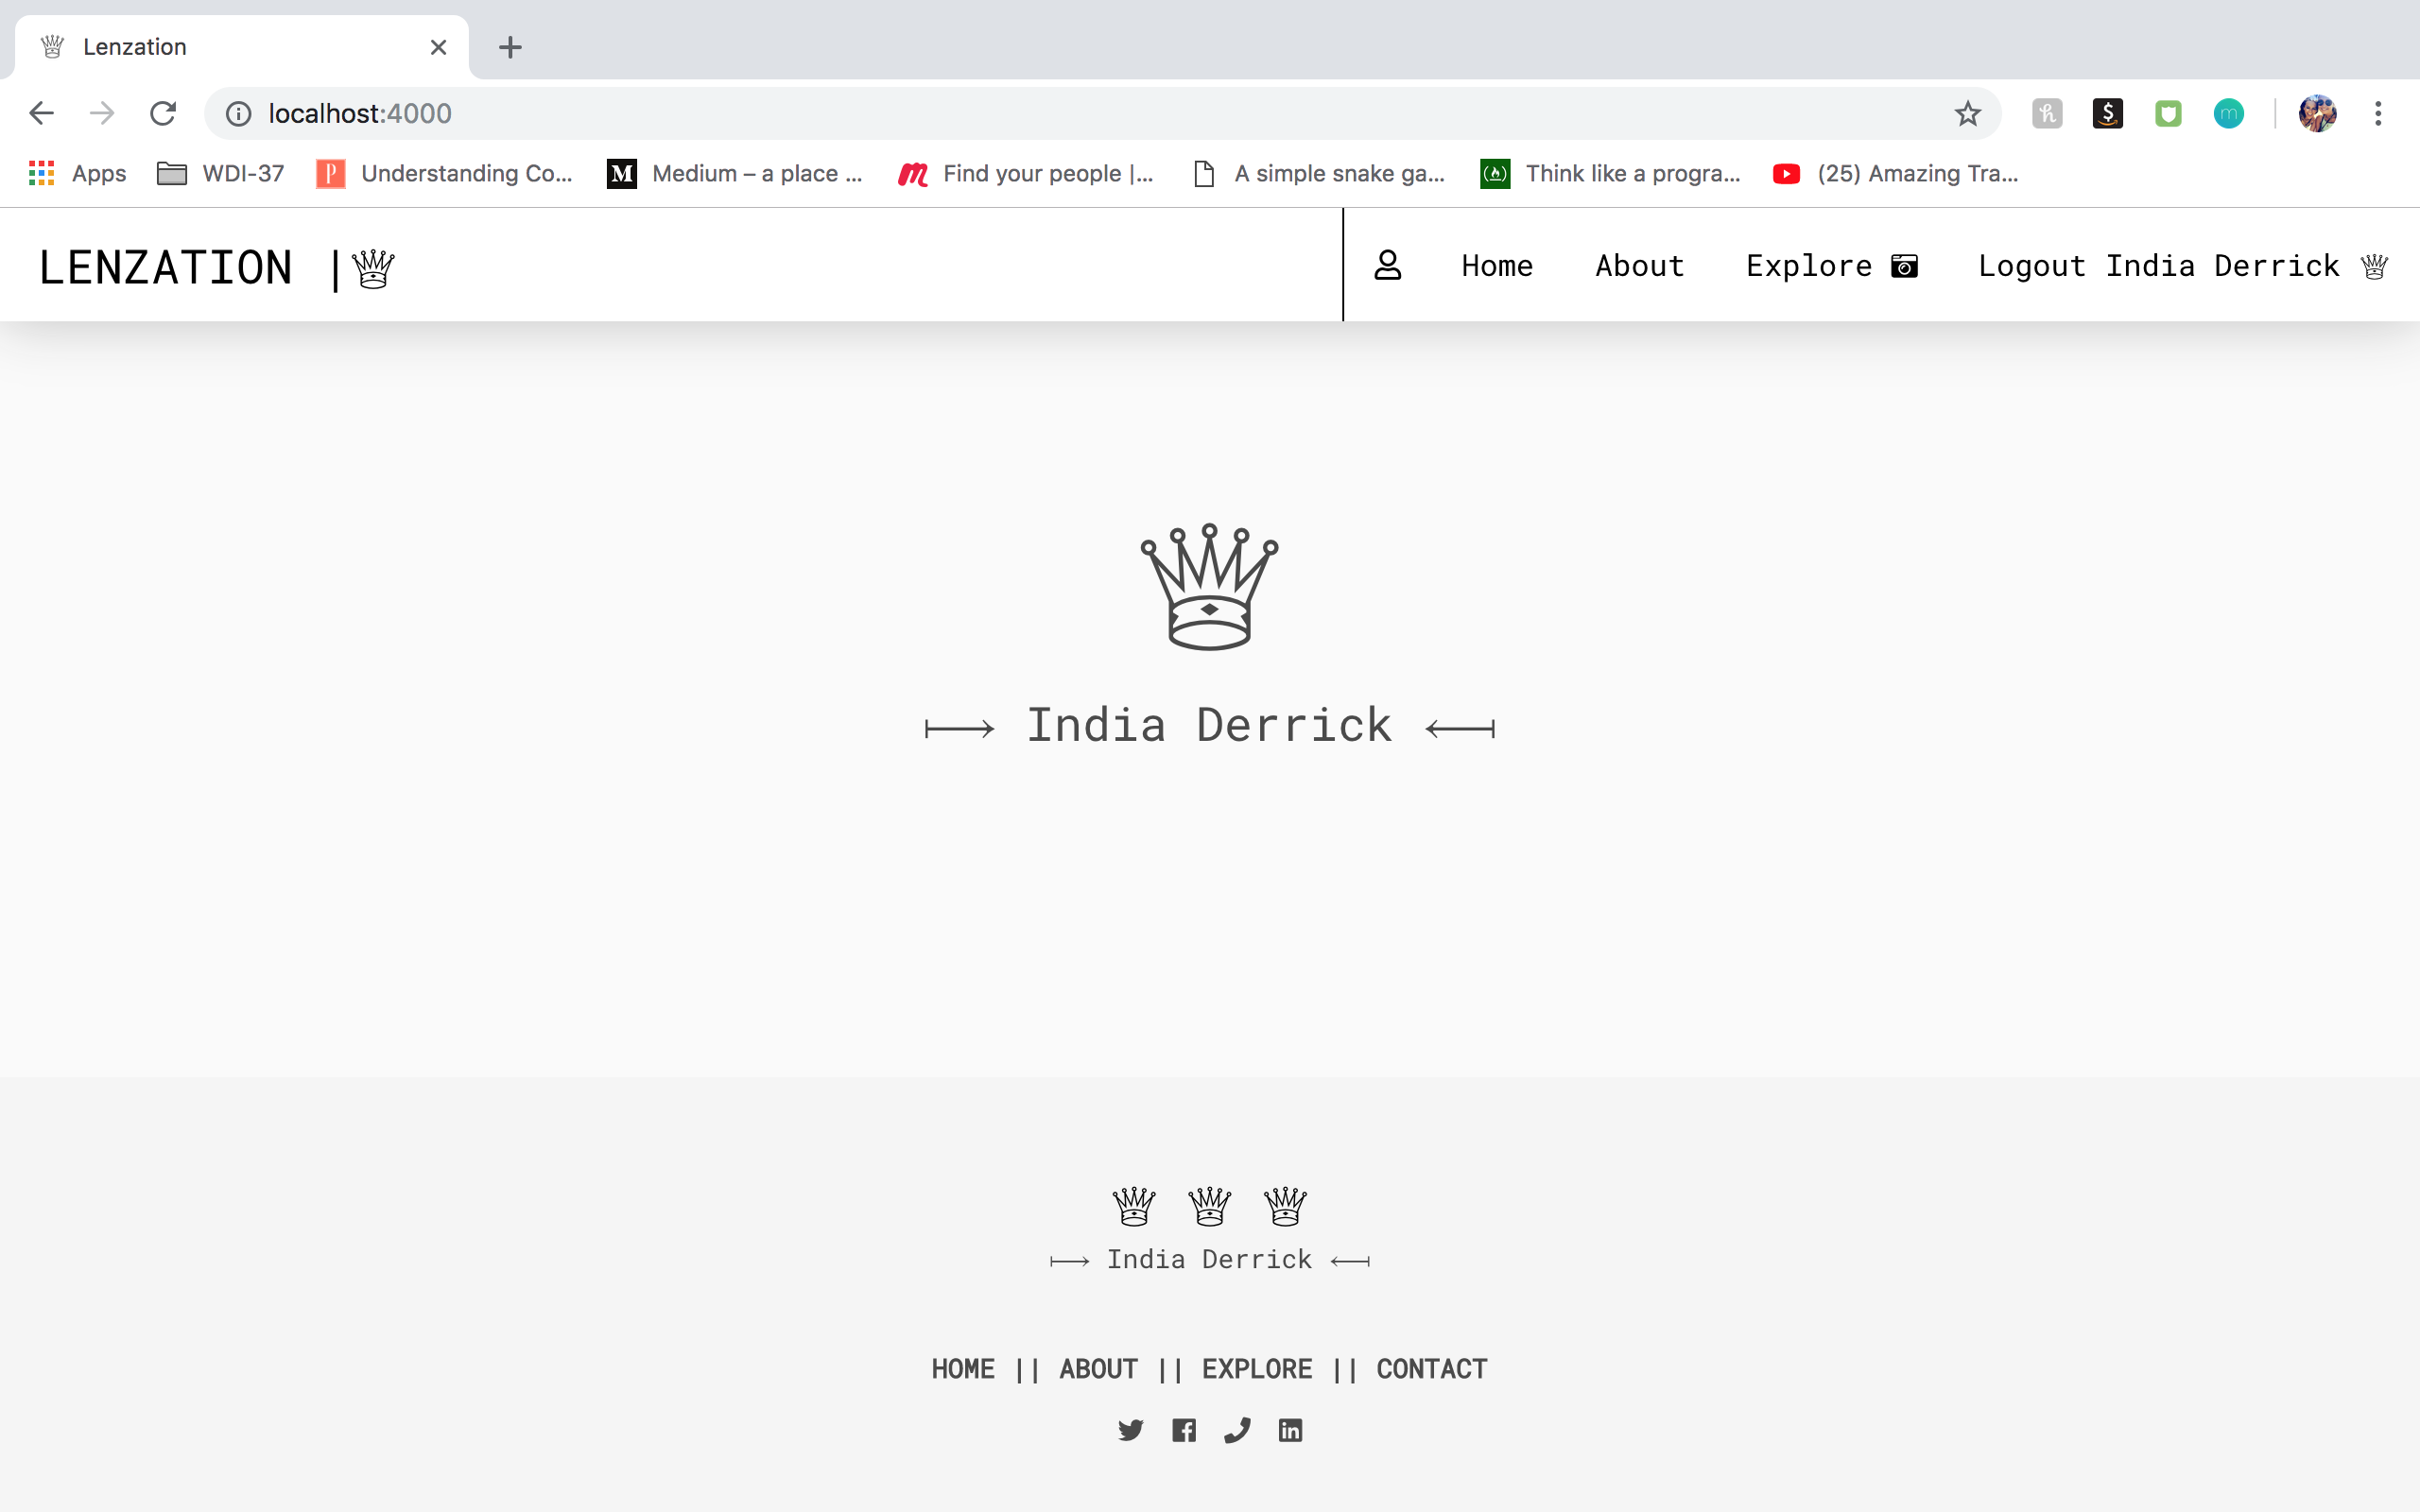 Lenzation
localhost:4000
Apps WDI-37 Understanding Co... Medium – a place ... Find your people |... A simple snake ga... Think like a progra... (25) Amazing Tra...
LENZATION | Home About Explore Logout India Derrick
India Derrick
India Derrick
HOME || ABOUT || EXPLORE || CONTACT